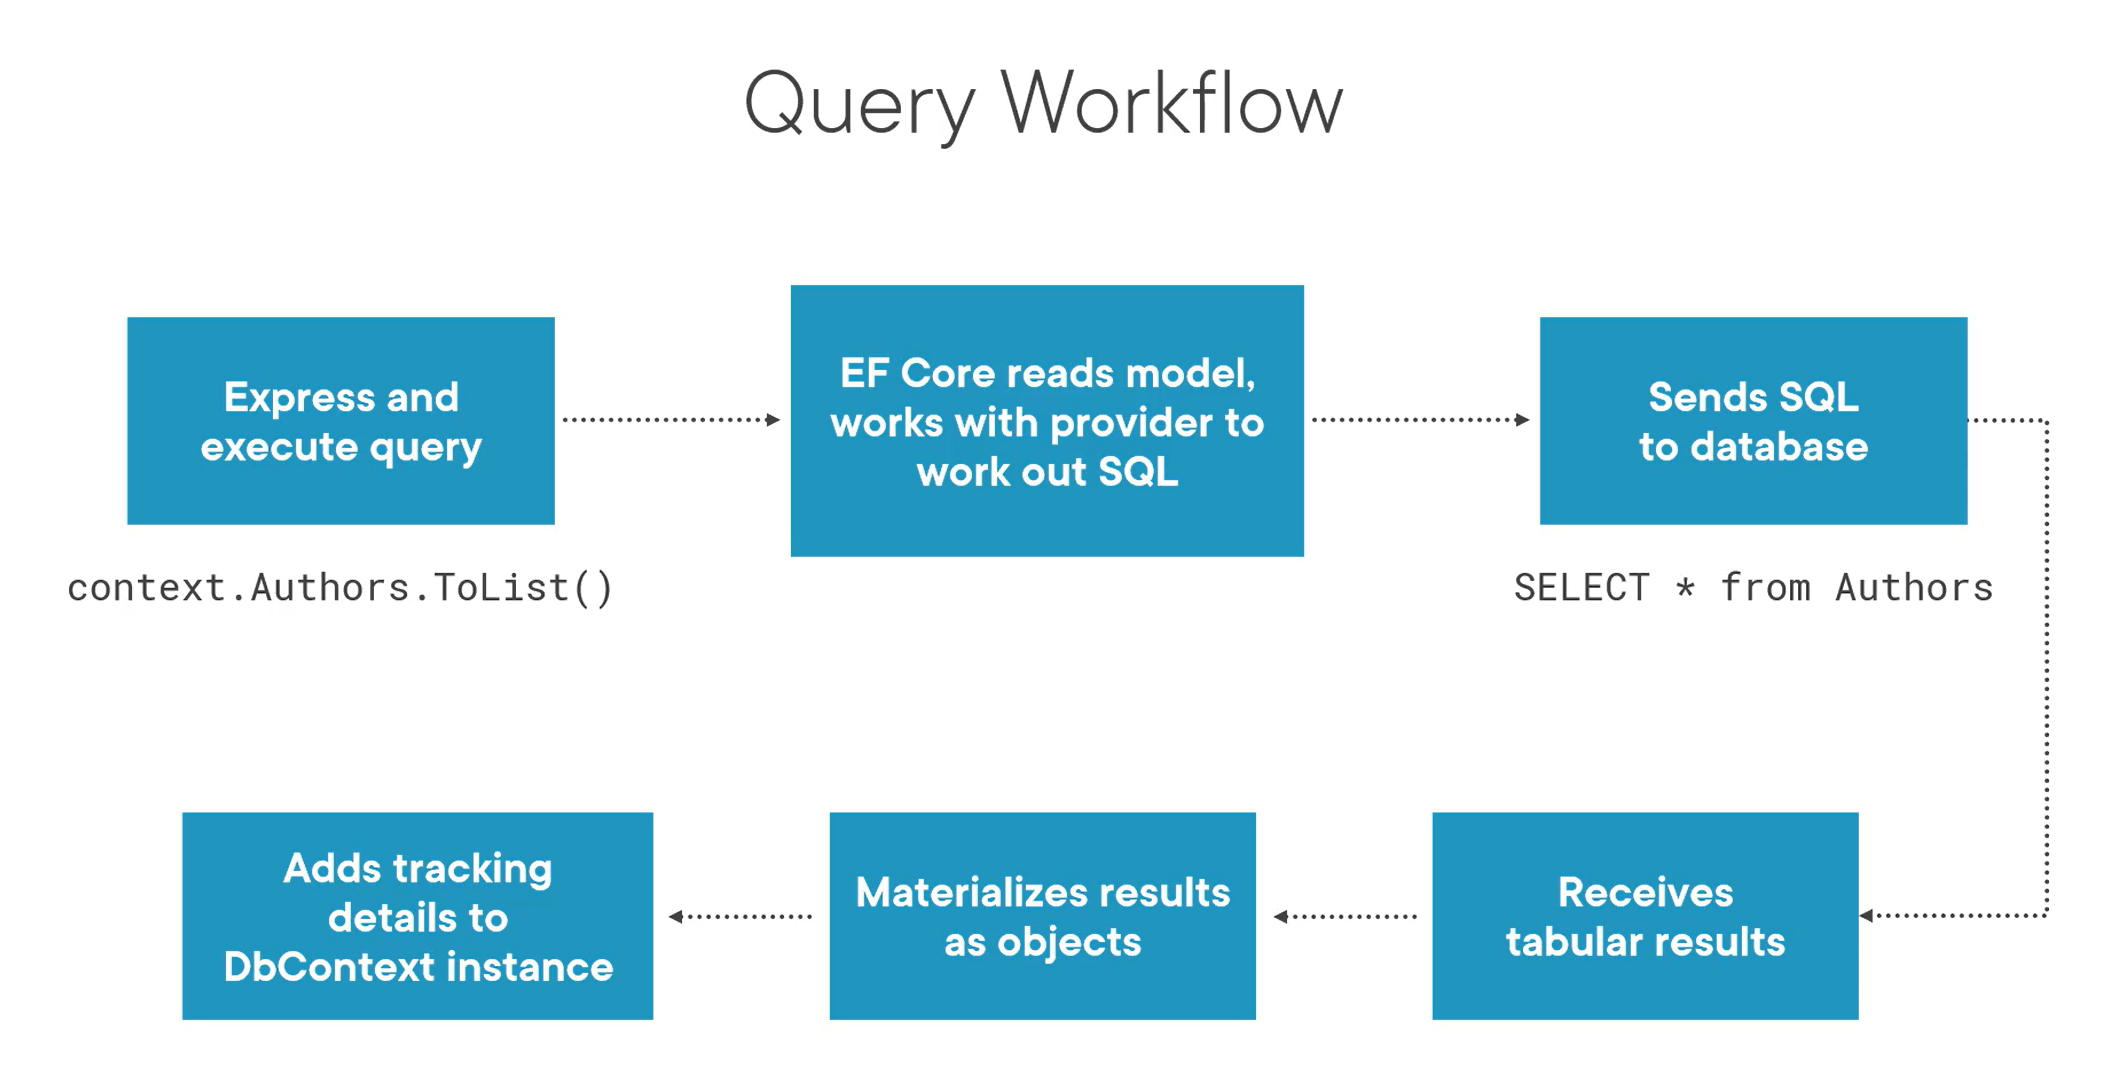 Query Workflow
Express and
execute query
context.Authors.ToList()
EF Core reads model,
works with provider to
work out SQL
Sends SQL
to database
SELECT * from Authors
Receives
tabular results
Materializes results
as objects
Adds tracking
details to
DbContext instance